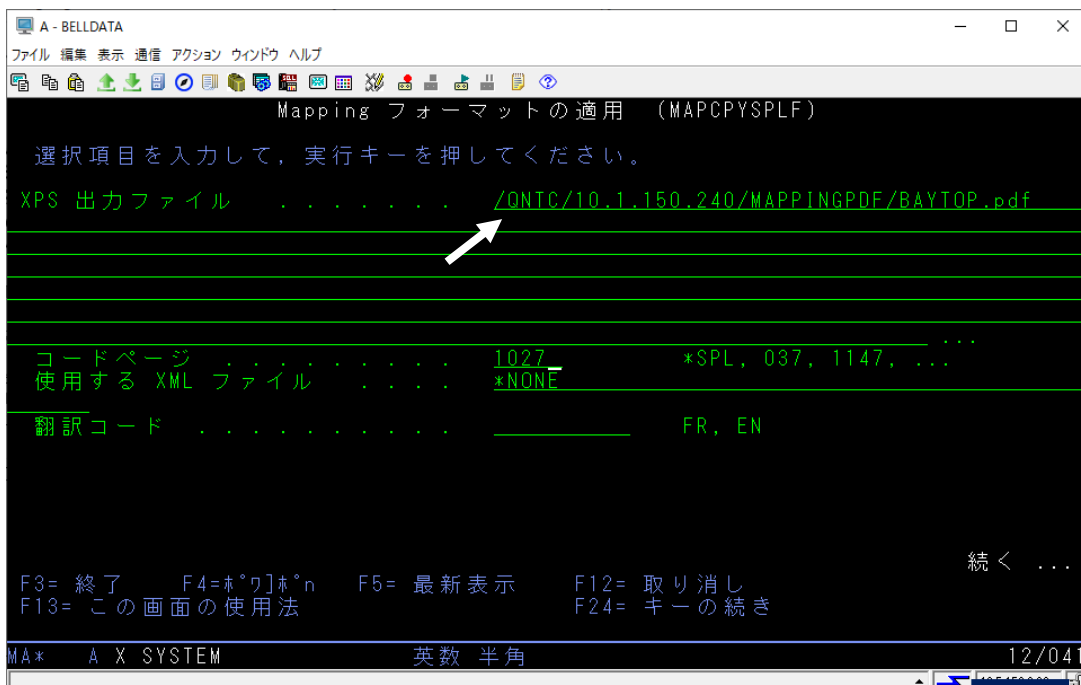 A - BELLDATA
ファイル 編集 表示 通信 アクション ウィンドウ ヘルプ
Mapping フォーマットの適用 (MAPCPYSPLF)
選択項目を入力して, 実行キーを押してください。
XPS 出力ファイル . . . . . . . /QNTC/10.1.150.240/MAPPINGPDF/BAYTOP.pdf
...
コードページ . . . . . . . . . 1027_ *SPL, 037, 1147, ...
使用する XML ファイル . . . . *NONE
翻訳コード . . . . . . . . . . FR, EN
続く ...
F3= 終了 F4=ﾎﾟﾜ]ﾎﾟn F5= 最新表示 F12= 取り消し
F13= この画面の使用法 F24= キーの続き
MA* A X SYSTEM 英数 半角 12/041